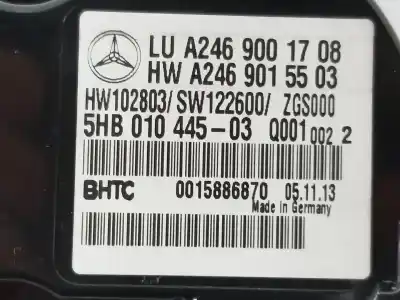 LU A246 900 17 08
HW A246 901 55 03
HW102803/SW122600/ ZGS000
5HB 010 445-03 Q001 002 2
BHTC 0015886870 05.11.13
Made in Germany